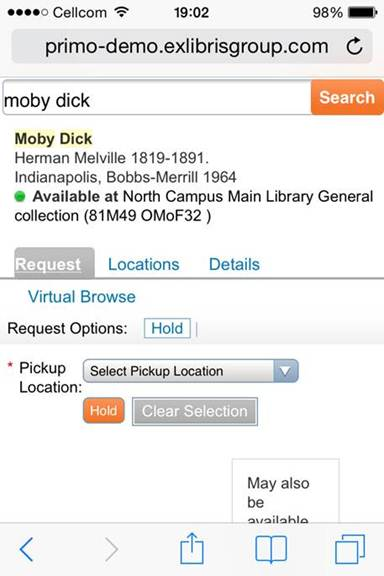 Cellcom 19:02 98%
primo-demo.exlibrisgroup.com
moby dick Search
Moby Dick
Herman Melville 1819-1891.
Indianapolis, Bobbs-Merrill 1964
Available at North Campus Main Library General
collection (81M49 OMoF32 )
Request Locations Details
Virtual Browse
Request Options: Hold |
* Pickup Location: Select Pickup Location
Hold Clear Selection
May also
be
available